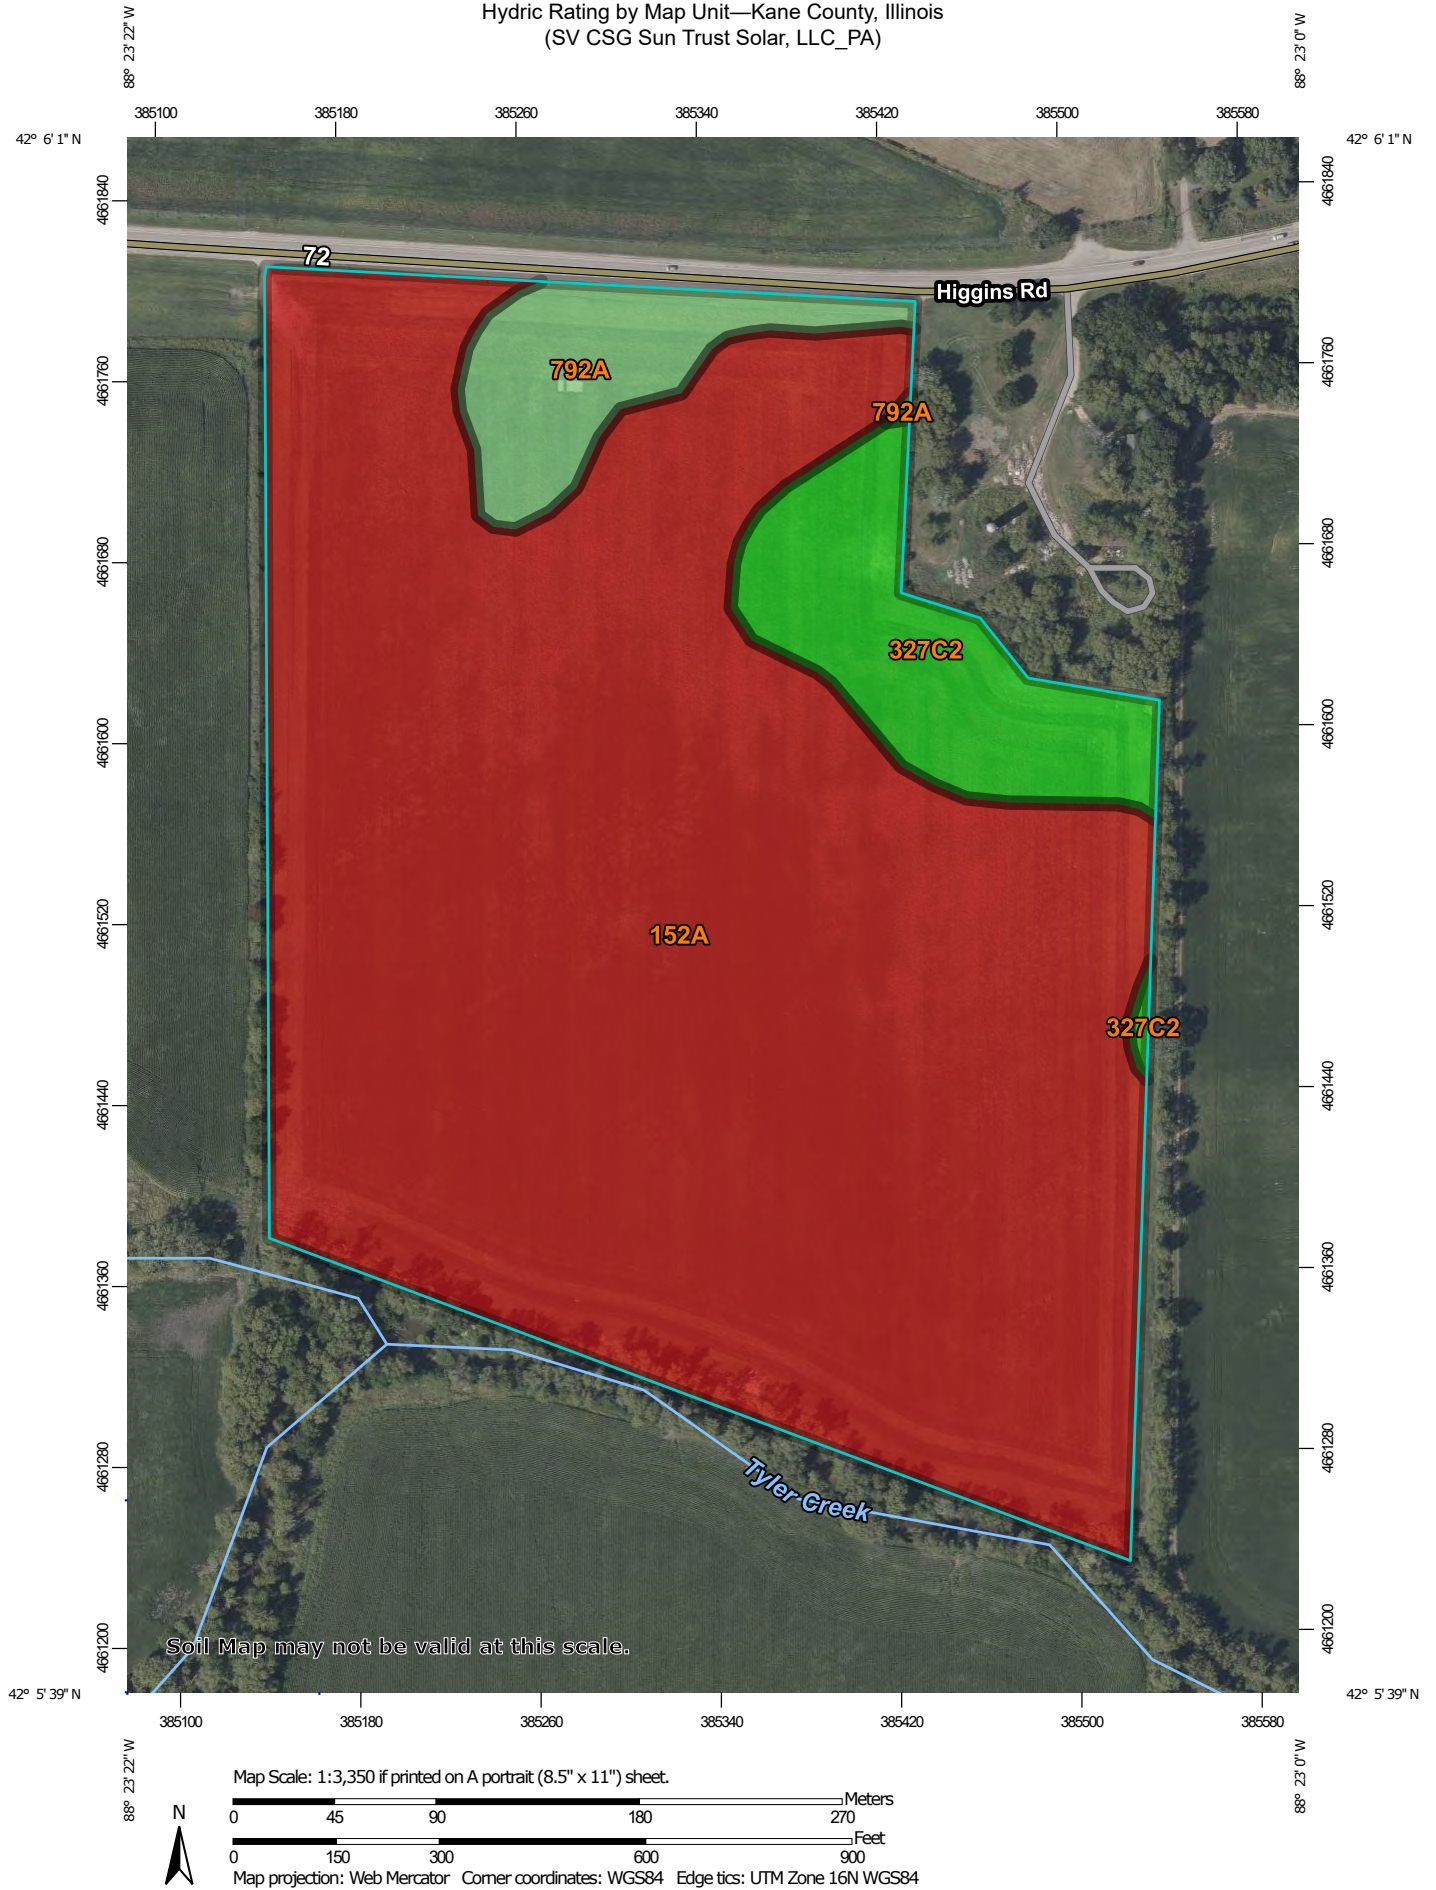 Hydric Rating by Map Unit—Kane County, Illinois
(SV CSG Sun Trust Solar, LLC_PA)
88° 23' 22'' W
88° 23' 0'' W
385100 385180 385260 385340 385420 385500 385580
42° 6' 1'' N
42° 6' 1'' N
4661840
4661840
72
Higgins Rd
792A
4661760
4661760
792A
4661680
4661680
327C2
4661600
4661600
152A
4661520
4661520
327C2
4661440
4661440
4661360
4661360
4661280
4661280
Tyler Creek
4661200
4661200
Soil Map may not be valid at this scale.
42° 5' 39'' N
42° 5' 39'' N
385100 385180 385260 385340 385420 385500 385580
88° 23' 22'' W
88° 23' 0'' W
Map Scale: 1:3,350 if printed on A portrait (8.5" x 11") sheet.
Meters
0 45 90 180 270
N
Feet
0 150 300 600 900
Map projection: Web Mercator Corner coordinates: WGS84 Edge tics: UTM Zone 16N WGS84